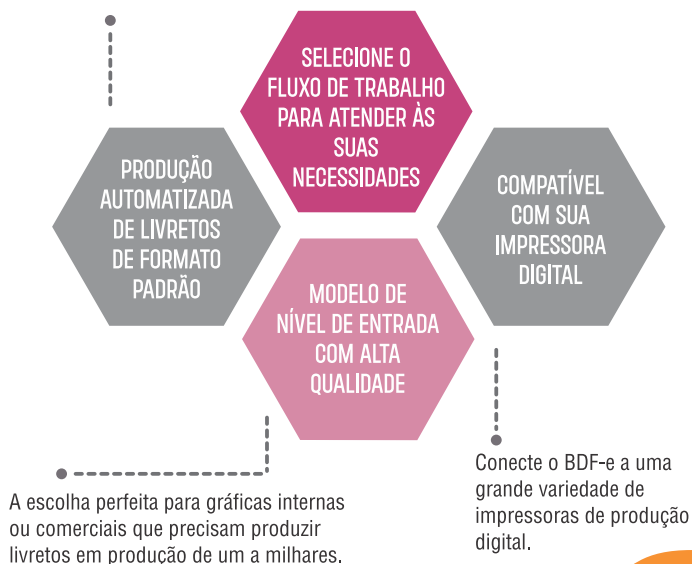 SELECIONE O
FLUXO DE TRABALHO
PARA ATENDER ÀS
SUAS
NECESSIDADES
PRODUÇÃO
AUTOMATIZADA
DE LIVRETOS
DE FORMATO
PADRÃO
COMPATÍVEL
COM SUA
IMPRESSORA
DIGITAL
MODELO DE
NÍVEL DE ENTRADA
COM ALTA
QUALIDADE
A escolha perfeita para gráficas internas
ou comerciais que precisam produzir
livretos em produção de um a milhares.
Conecte o BDF-e a uma
grande variedade de
impressoras de produção
digital.